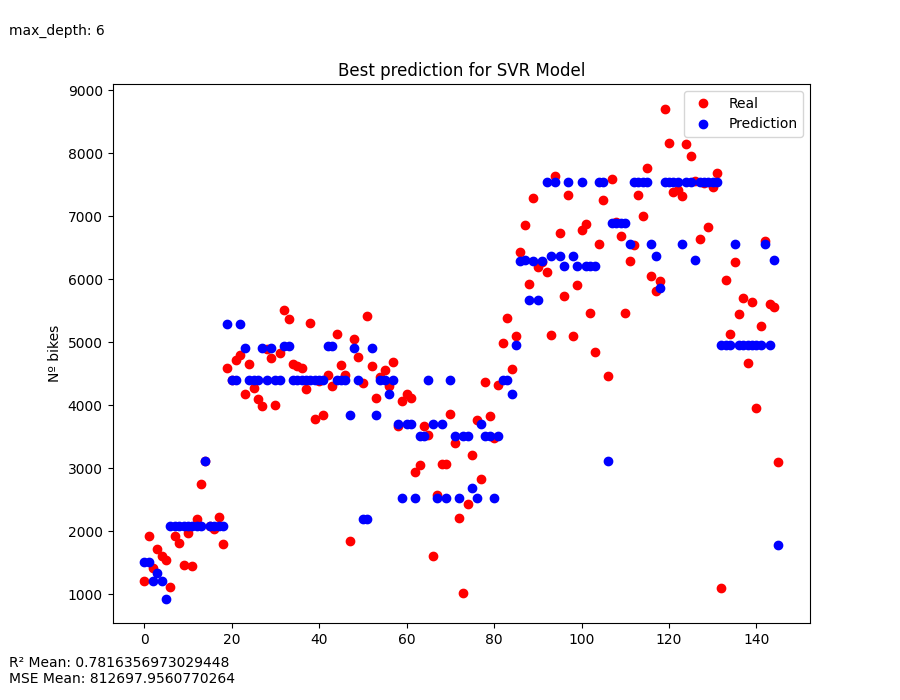 max_depth: 6
Best prediction for SVR Model
9000
8000
7000
6000
5000
4000
3000
2000
1000
Nº bikes
Real
Prediction
0 20 40 60 80 100 120 140
R² Mean: 0.7816356973029448
MSE Mean: 812697.9560770264